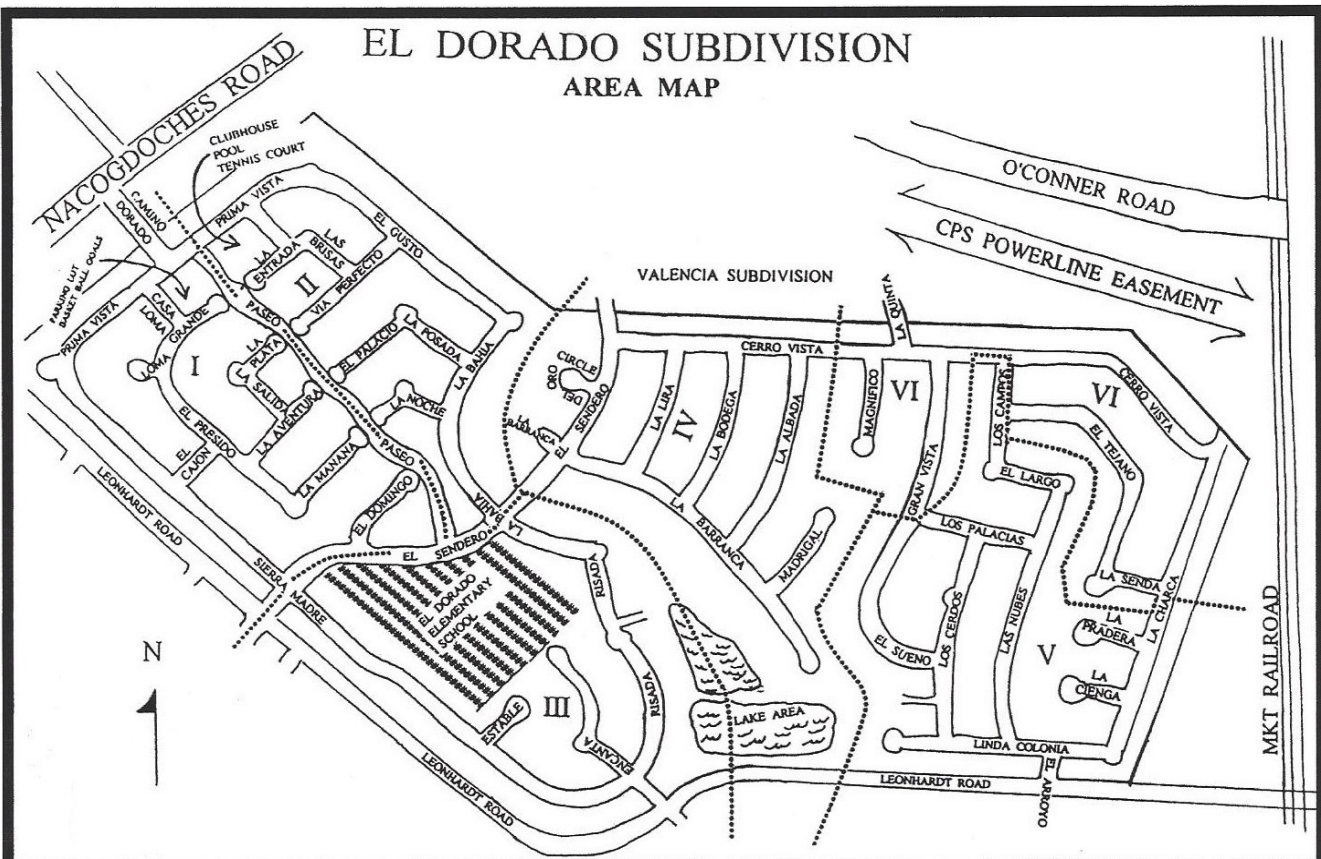 EL DORADO SUBDIVISION
AREA MAP
NACOGDOCHES ROAD
CLUBHOUSE
POOL
TENNIS COURT
CAMINO
DORADO
PRIMA VISTA
PARKING LOT
BASKET BALL GOALS
PRIMA VISTA
CASA
LOMA
LOMA GRANDE
LA
ENTRADA
LAS
BRISAS
II
VIA PERFECTO
EL GUSTO
PASEO
I
LA
PLATA
LA SALIDA
LA AVENTURA
EL PALACIO
LA POSADA
LA BAHIA
LA NOCHE
EL PRESIDO
EL
CAJON
LA MANANA
PASEO
EL DOMINGO
LEONHARDT ROAD
SIERRA MADRE
EL SENDERO
LA BAHIA
EL DORADO
ELEMENTARY
SCHOOL
RISADA
RISADA
III
ESTABLE
ENCANTA
LEONHARDT ROAD
N
VALENCIA SUBDIVISION
ORO
CIRCLE
DEL
LA
BARRANCA
EL SENDERO
CERRO VISTA
LA LIRA
IV
LA BODEGA
LA ALBADA
LA BARRANCA
MADRIGAL
LAKE AREA
LA QUINTA
MAGNIFICO
VI
GRAN VISTA
LOS CAMPOS
EL LARGO
LOS PALACIAS
EL SUENO
LOS CERDOS
LAS NUBES
V
VI
CERRO VISTA
EL TEJANO
LA SENDA
LA CHARCA
LA
PRADERA
LA
CIENGA
LINDA COLONIA
EL ARROYO
LEONHARDT ROAD
O'CONNER ROAD
CPS POWERLINE EASEMENT
MKT RAILROAD